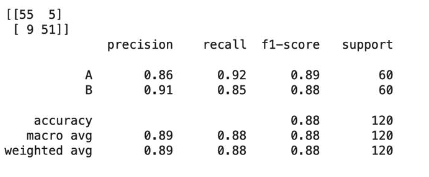 [[55  5]
 [ 9 51]]
              precision    recall  f1-score   support

           A       0.86      0.92      0.89        60
           B       0.91      0.85      0.88        60

    accuracy                           0.88       120
   macro avg       0.89      0.88      0.88       120
weighted avg       0.89      0.88      0.88       120